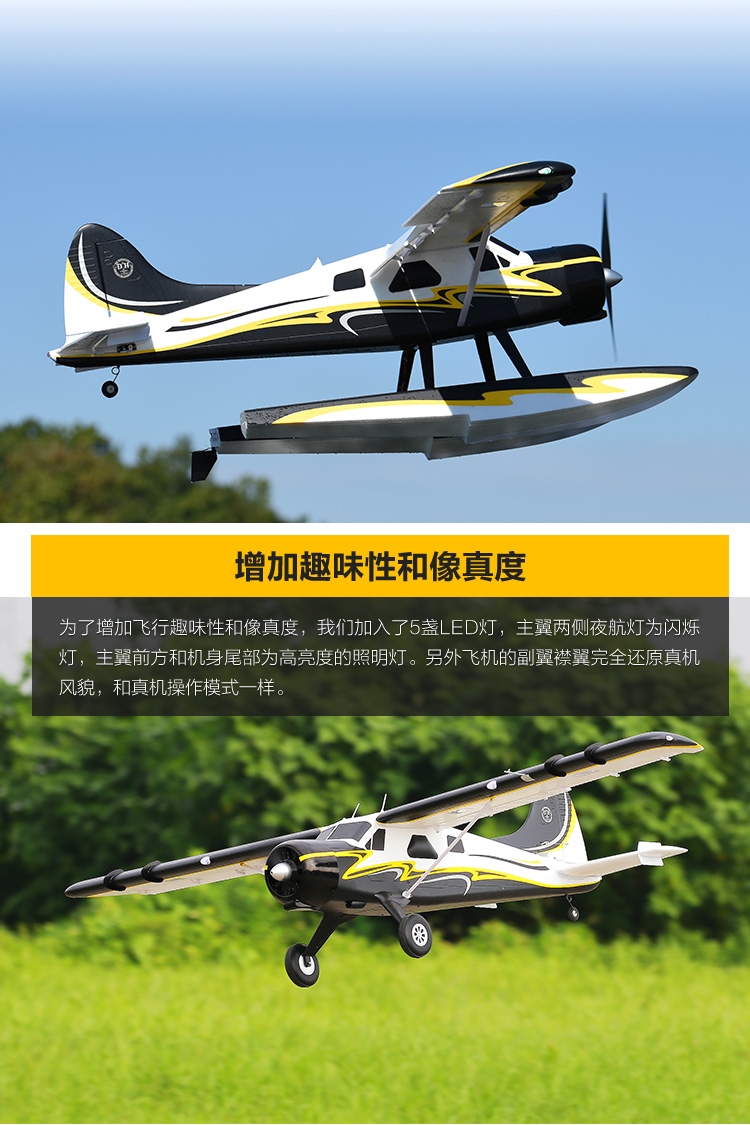 增加趣味性和像真度
为了增加飞行趣味性和像真度，我们加入了5盏LED灯，主翼两侧夜航灯为闪烁
灯，主翼前方和机身尾部为高亮度的照明灯。另外飞机的副翼襟翼完全还原真机
风貌，和真机操作模式一样。